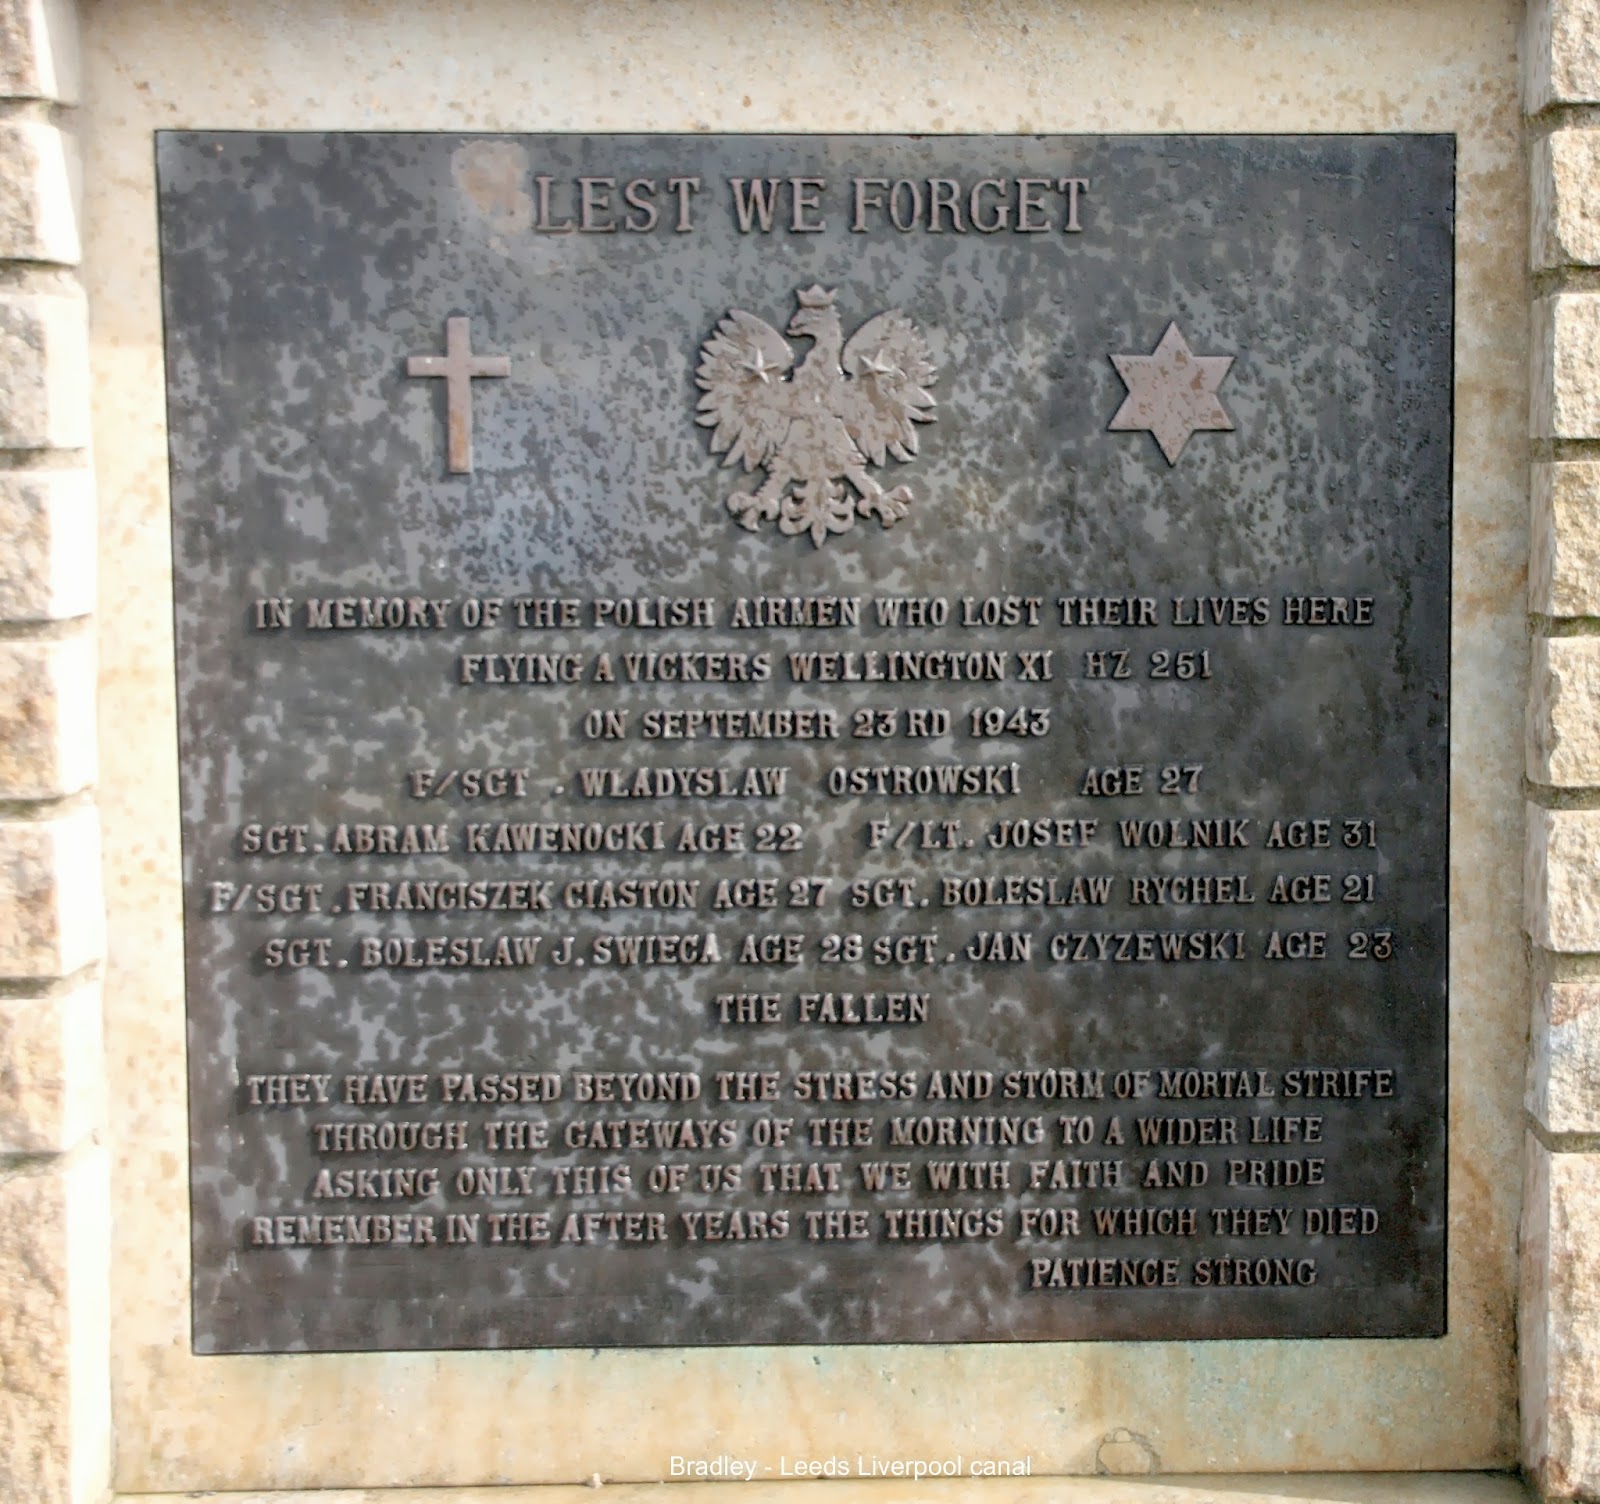 LEST WE FORGET
IN MEMORY OF THE POLISH AIRMEN WHO LOST THEIR LIVES HERE
FLYING A VICKERS WELLINGTON XI HZ 251
ON SEPTEMBER 23 RD 1943
F/SGT . WLADYSLAW OSTROWSKI AGE 27
SGT. ABRAM KAWENOCKI AGE 22 F/LT. JOSEF WOLNIK AGE 31
F/SGT. FRANCISZEK CIASTON AGE 27 SGT. BOLESLAW RYCHEL AGE 21
SGT. BOLESLAW J. SWIECA AGE 28 SGT. JAN CZYZEWSKI AGE 23
THE FALLEN
THEY HAVE PASSED BEYOND THE STRESS AND STORM OF MORTAL STRIFE
THROUGH THE GATEWAYS OF THE MORNING TO A WIDER LIFE
ASKING ONLY THIS OF US THAT WE WITH FAITH AND PRIDE
REMEMBER IN THE AFTER YEARS THE THINGS FOR WHICH THEY DIED
PATIENCE STRONG
Bradley - Leeds Liverpool canal